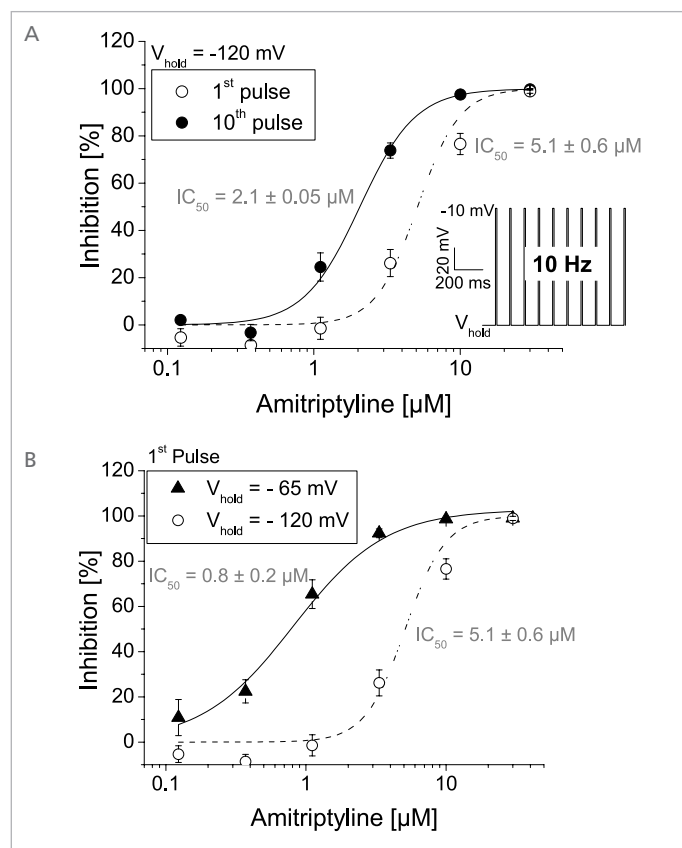 A
V_hold = -120 mV
1st pulse
10th pulse
IC50 = 2.1 ± 0.05 µM
IC50 = 5.1 ± 0.6 µM
-10 mV
220 mV
200 ms
10 Hz
V_hold
Inhibition [%]
120
100
80
60
40
20
0
0.1
1
10
Amitriptyline [µM]
B
1st Pulse
V_hold = - 65 mV
V_hold = - 120 mV
IC50 = 0.8 ± 0.2 µM
IC50 = 5.1 ± 0.6 µM
Inhibition [%]
120
100
80
60
40
20
0
0.1
1
10
Amitriptyline [µM]